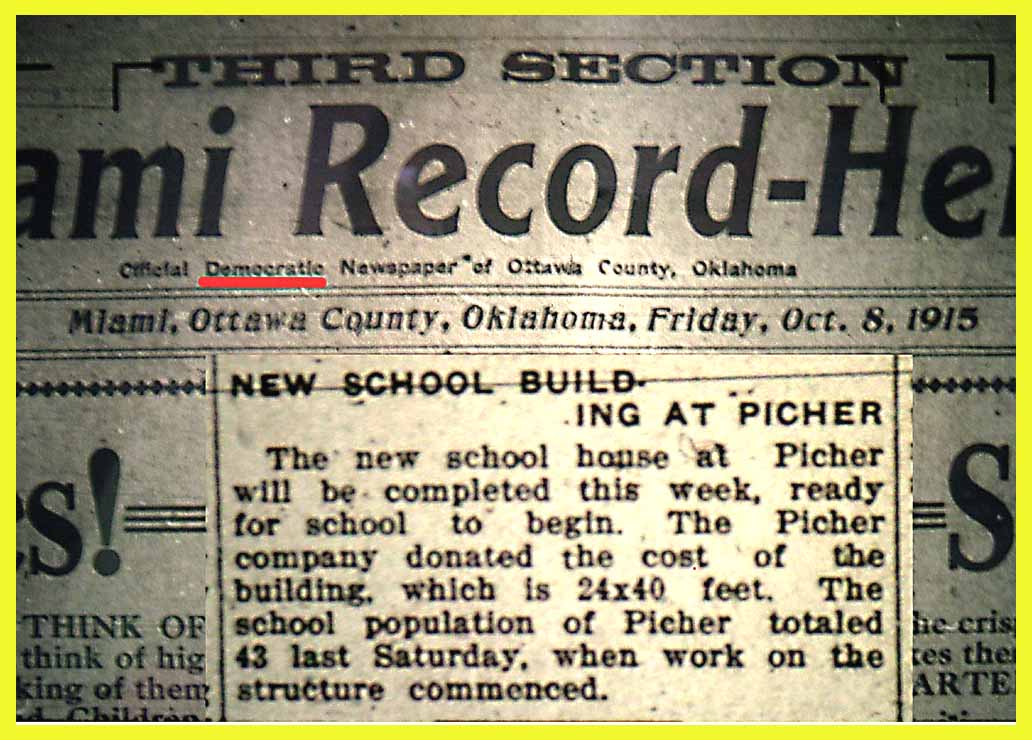 THIRD SECTION
ami Record-Her
Official Democratic Newspaper of Ottawa County, Oklahoma
Miami, Ottawa County, Oklahoma, Friday, Oct. 8, 1915
NEW SCHOOL BUILD-
ING AT PICHER
The new school house at Picher
will be completed this week, ready
for school to begin. The Picher
company donated the cost of the
building, which is 24x40 feet. The
school population of Picher totaled
43 last Saturday, when work on the
structure commenced.
s!
THINK OF
think of hig
king of them
d Children
S
he cris
kes the
ARTE